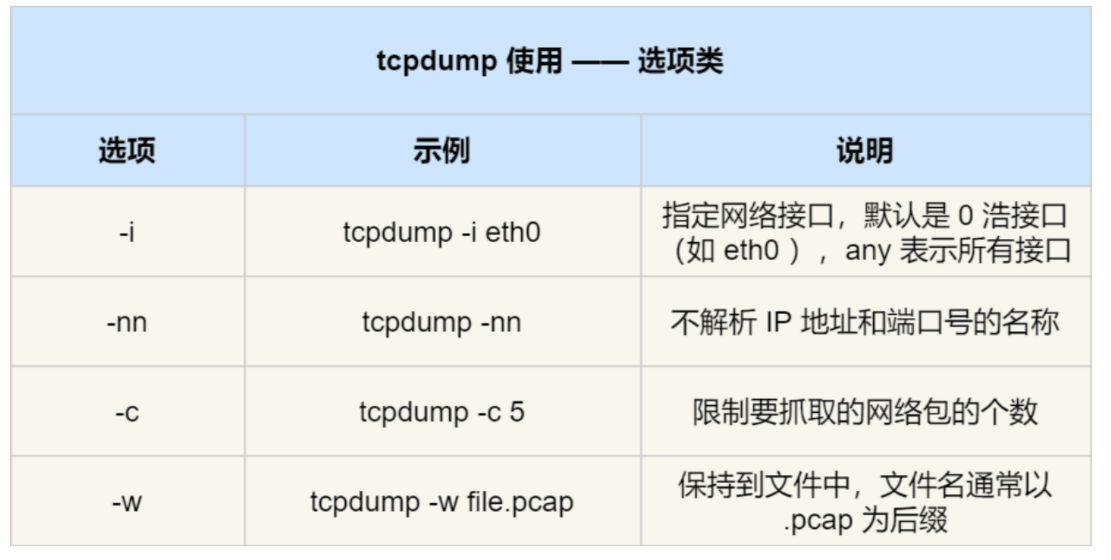 tcpdump 使用 —— 选项类
选项 示例 说明
-i tcpdump -i eth0 指定网络接口，默认是 0 浩接口
（如 eth0 ），any 表示所有接口
-nn tcpdump -nn 不解析 IP 地址和端口号的名称
-c tcpdump -c 5 限制要抓取的网络包的个数
-w tcpdump -w file.pcap 保持到文件中，文件名通常以
.pcap 为后缀